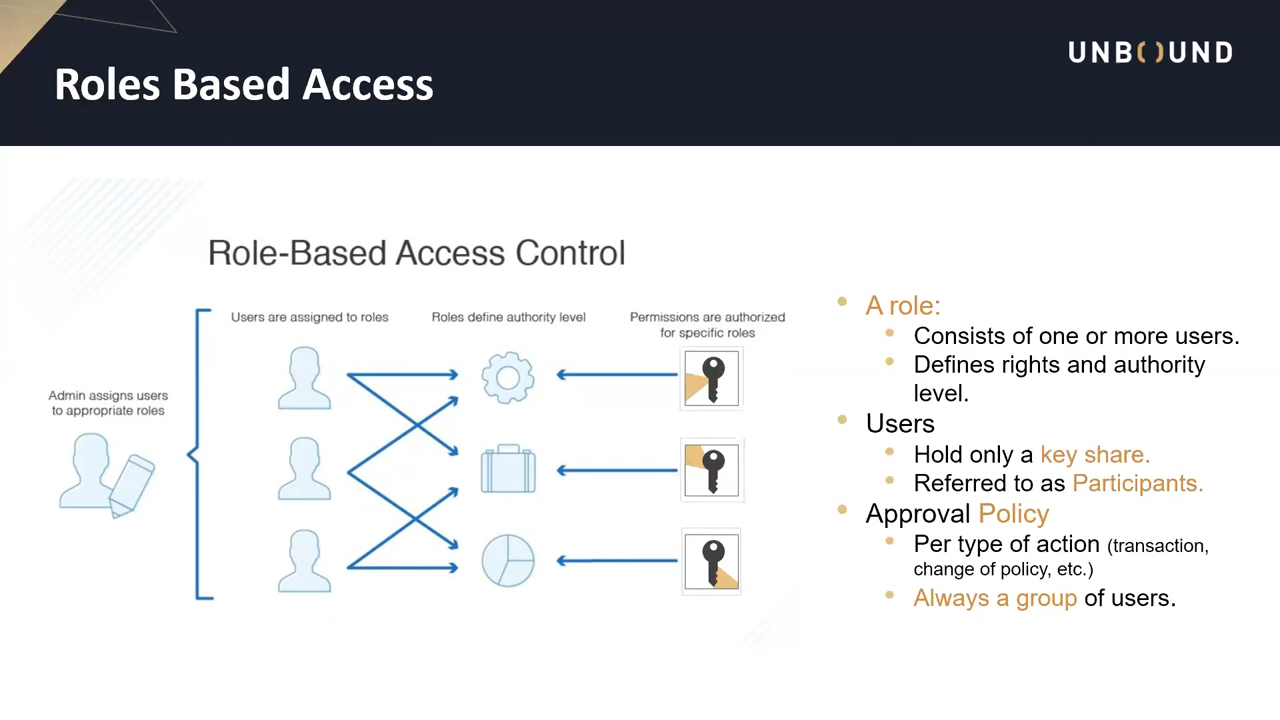 UNBOUND
Roles Based Access
Role-Based Access Control
Users are assigned to roles
Roles define authority level
Permissions are authorized
for specific roles
Admin assigns users
to appropriate roles
A role:
Consists of one or more users.
Defines rights and authority
level.
Users
Hold only a key share.
Referred to as Participants.
Approval Policy
Per type of action (transaction,
change of policy, etc.)
Always a group of users.